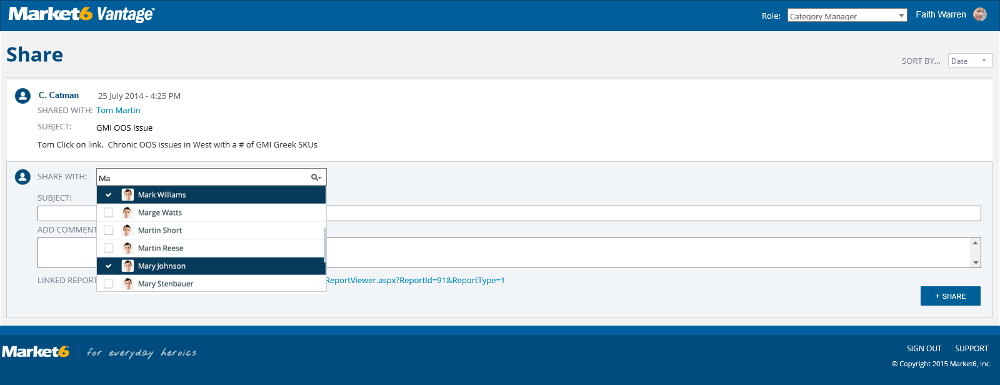 Market6 Vantage™
Role: Category Manager Faith Warren
Share
SORT BY... Date
C. Catman 25 July 2014 - 4:25 PM
SHARED WITH: Tom Martin
SUBJECT: GMI OOS Issue
Tom Click on link. Chronic OOS issues in West with a # of GMI Greek SKUs
SHARE WITH: Ma
Mark Williams
SUBJECT:
Marge Watts
ADD COMMENT
Martin Short
Martin Reese
Mary Johnson
LINKED REPORT ReportViewer.aspx?ReportId=91&ReportType=1
Mary Stenbauer
+ SHARE
Market6 for everyday heroics
SIGN OUT SUPPORT
© Copyright 2015 Market6, Inc.